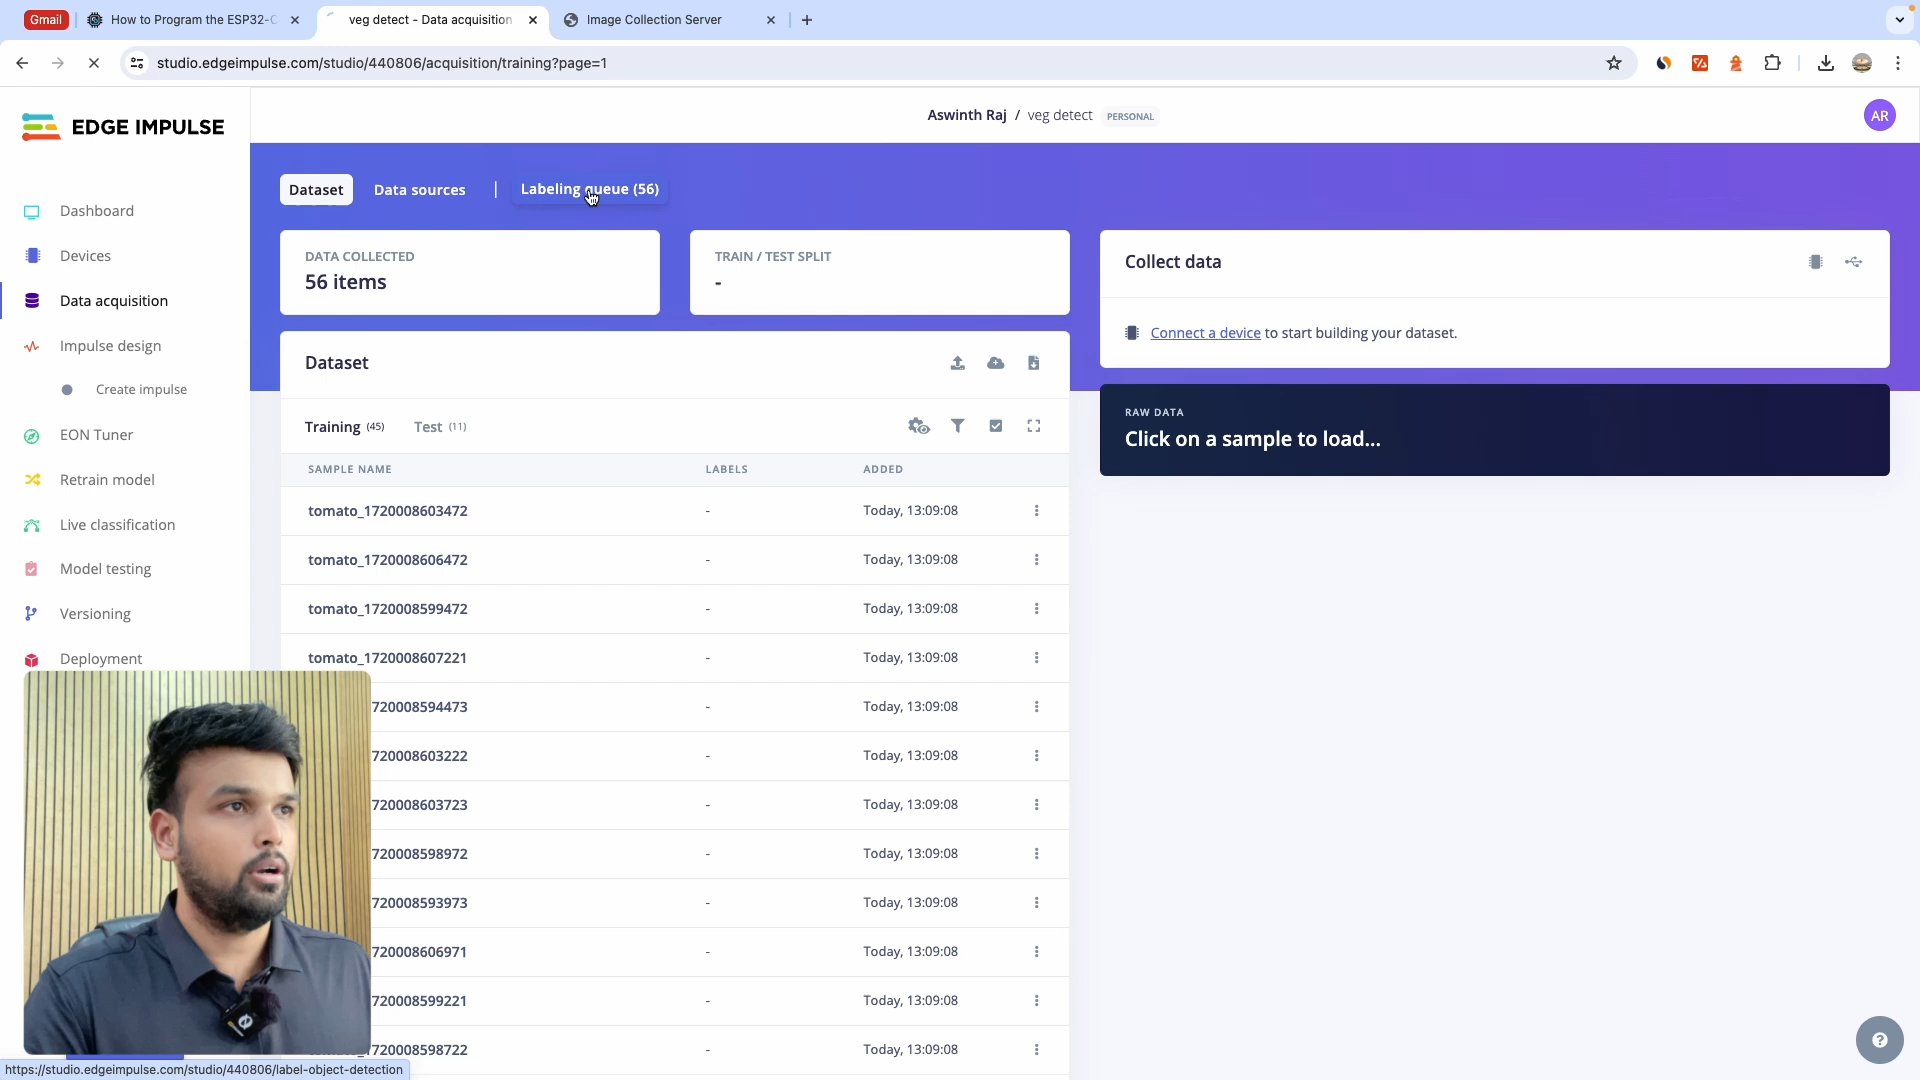 Gmail
How to Program the ESP32-C
veg detect - Data acquisition
Image Collection Server
studio.edgeimpulse.com/studio/440806/acquisition/training?page=1
EDGE IMPULSE
Aswinth Raj / veg detect PERSONAL
AR
Dashboard
Devices
Data acquisition
Impulse design
Create impulse
EON Tuner
Retrain model
Live classification
Model testing
Versioning
Deployment
Dataset
Data sources
Labeling queue (56)
DATA COLLECTED
56 items
TRAIN / TEST SPLIT
-
Collect data
Connect a device to start building your dataset.
RAW DATA
Click on a sample to load...
Dataset
Training (45) Test (11)
SAMPLE NAME LABELS ADDED
tomato_1720008603472 - Today, 13:09:08
tomato_1720008606472 - Today, 13:09:08
tomato_1720008599472 - Today, 13:09:08
tomato_1720008607221 - Today, 13:09:08
720008594473 - Today, 13:09:08
720008603222 - Today, 13:09:08
720008603723 - Today, 13:09:08
720008598972 - Today, 13:09:08
720008593973 - Today, 13:09:08
720008606971 - Today, 13:09:08
720008599221 - Today, 13:09:08
720008598722 - Today, 13:09:08
https://studio.edgeimpulse.com/studio/440806/label-object-detection